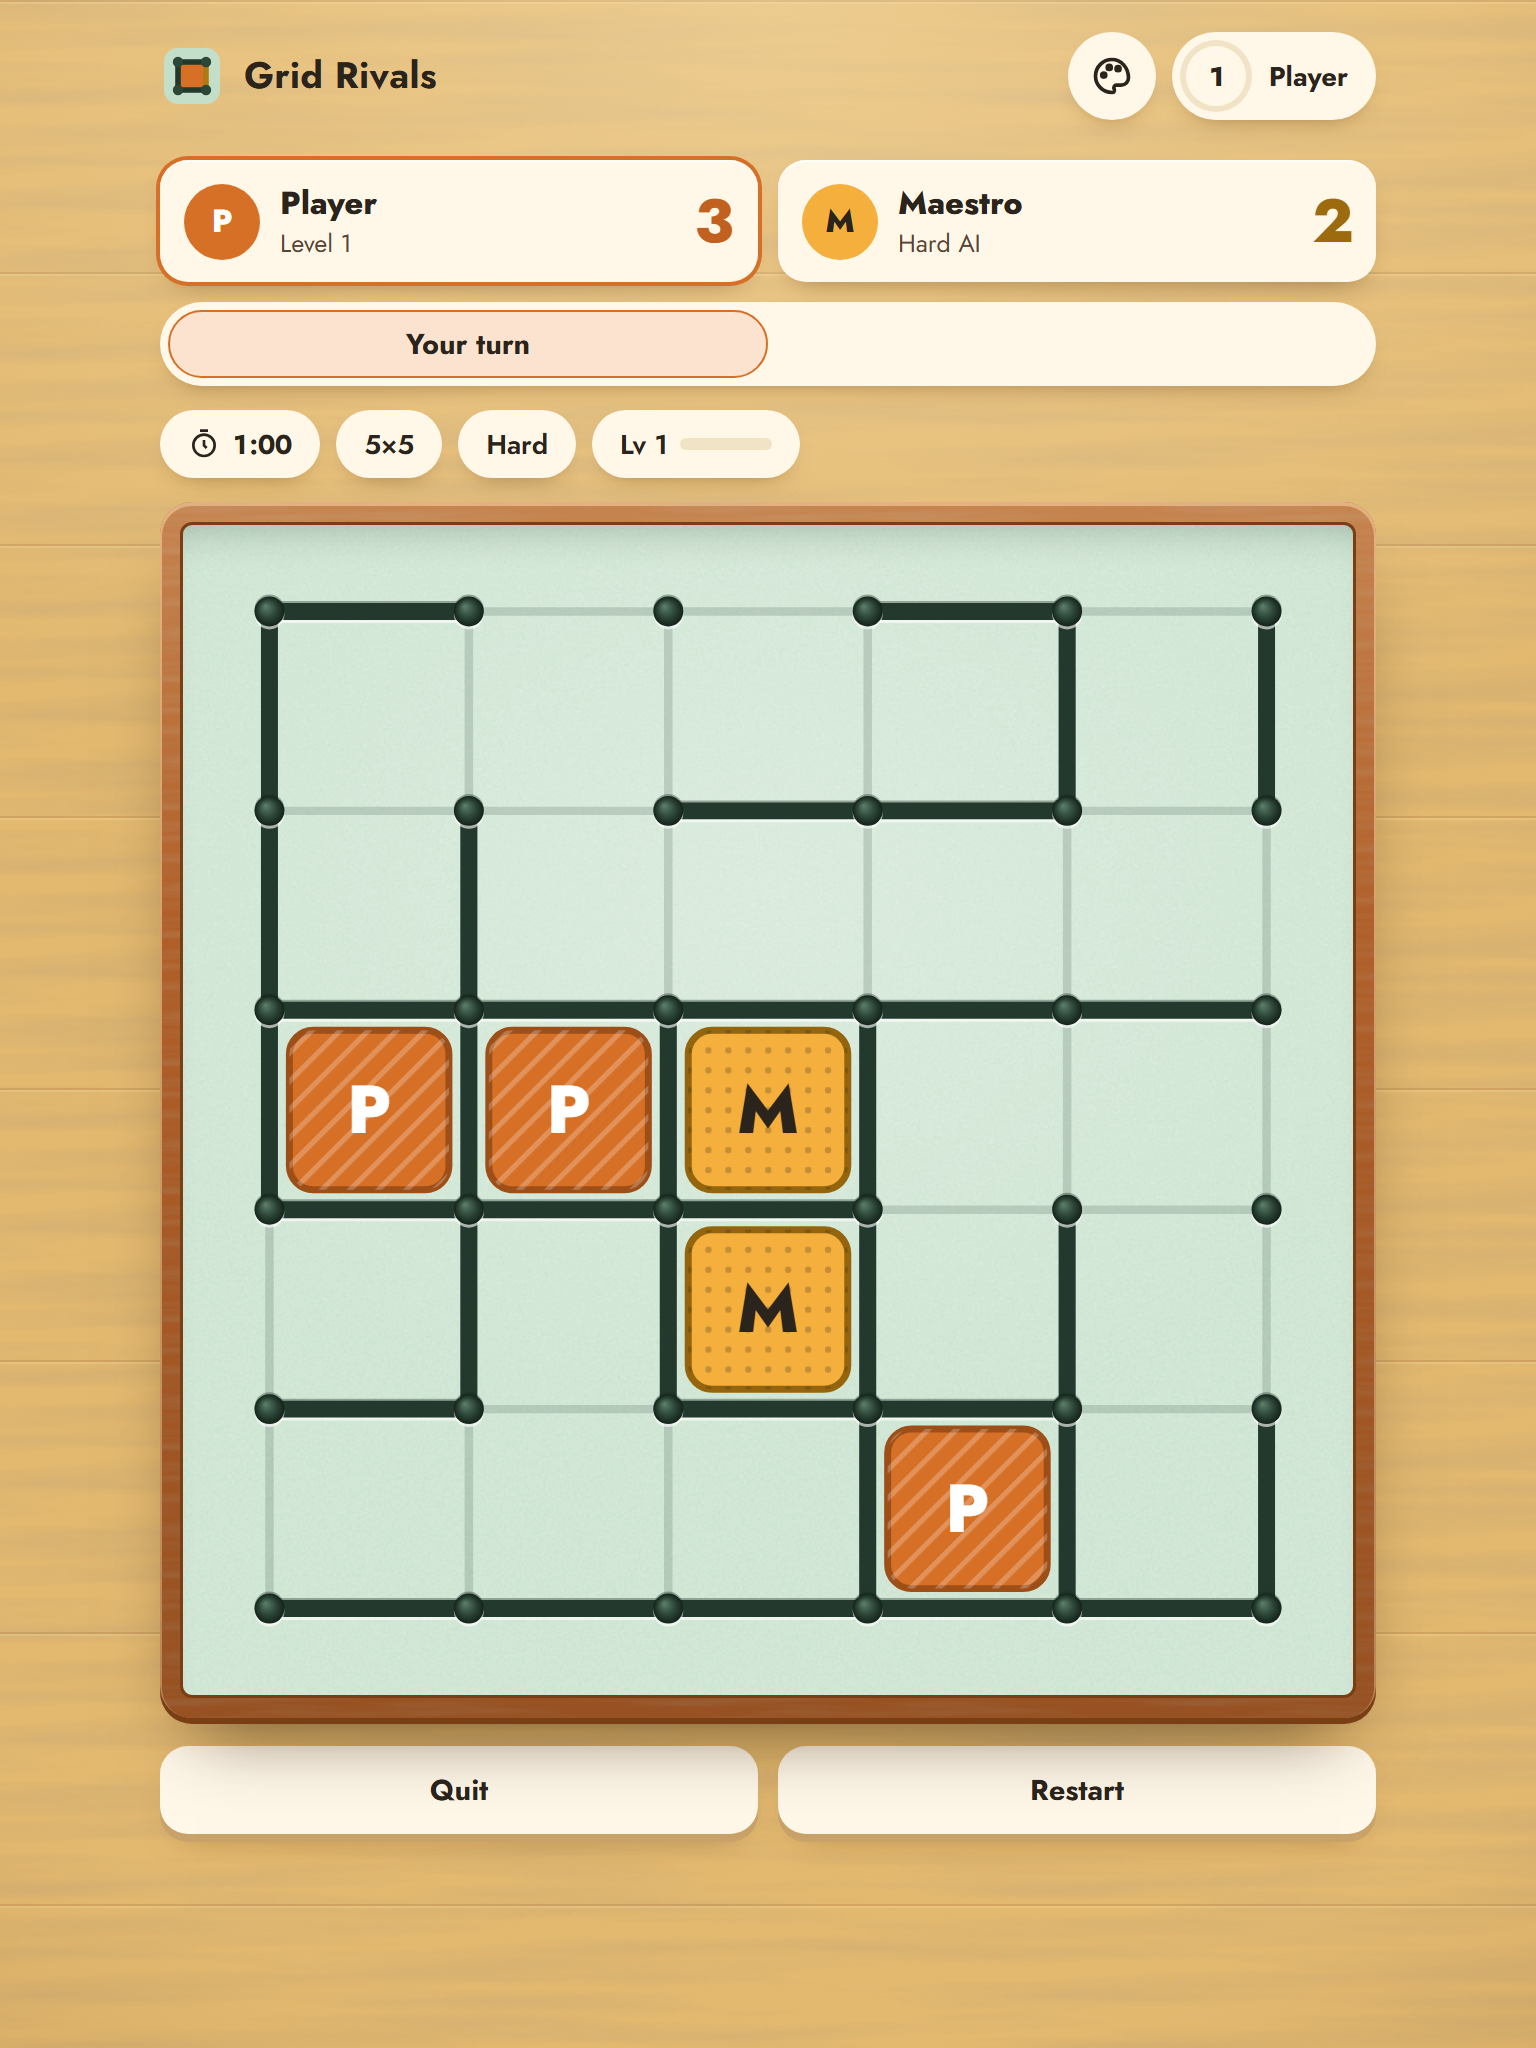 Grid Rivals
1 Player
P Player 3
Level 1
M Maestro 2
Hard AI
Your turn
1:00 5×5 Hard Lv 1
P P M
M
P
Quit Restart